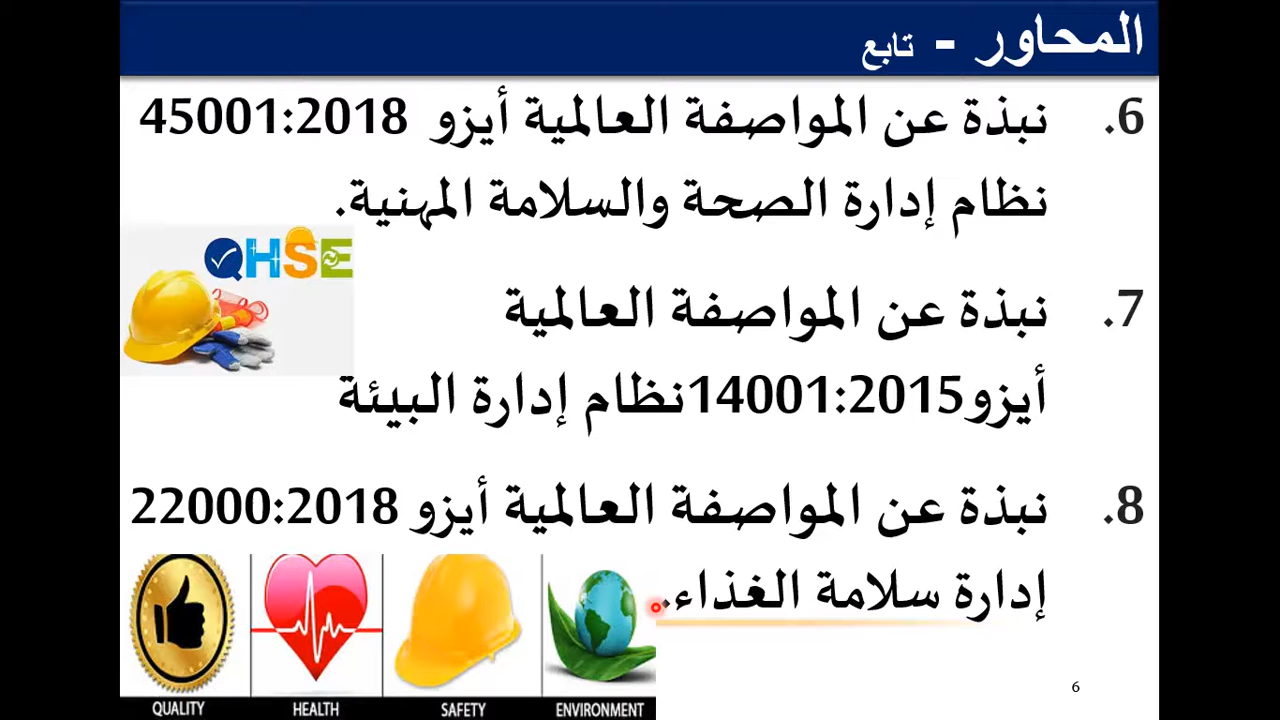 المحاور - تابع
6. نبذة عن المواصفة العالمية أيزو 45001:2018
نظام إدارة الصحة والسلامة المهنية.
QHSE
7. نبذة عن المواصفة العالمية
أيزو14001:2015نظام إدارة البيئة
8. نبذة عن المواصفة العالمية أيزو 22000:2018
إدارة سلامة الغذاء.
QUALITY HEALTH SAFETY ENVIRONMENT
6